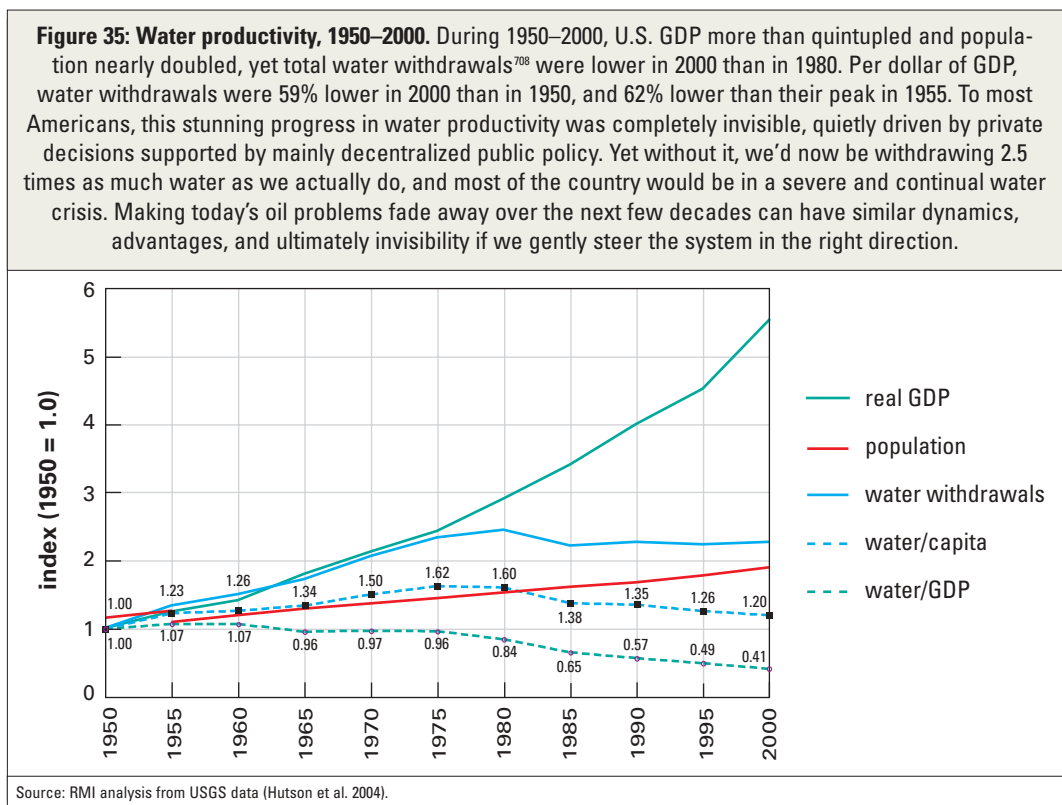 Figure 35: Water productivity, 1950–2000. During 1950–2000, U.S. GDP more than quintupled and popula-
tion nearly doubled, yet total water withdrawals⁷⁰⁸ were lower in 2000 than in 1980. Per dollar of GDP,
water withdrawals were 59% lower in 2000 than in 1950, and 62% lower than their peak in 1955. To most
Americans, this stunning progress in water productivity was completely invisible, quietly driven by private
decisions supported by mainly decentralized public policy. Yet without it, we’d now be withdrawing 2.5
times as much water as we actually do, and most of the country would be in a severe and continual water
crisis. Making today’s oil problems fade away over the next few decades can have similar dynamics,
advantages, and ultimately invisibility if we gently steer the system in the right direction.
6
5
4
3
2
1
0
index (1950 = 1.0)
1.00
1.23
1.26
1.34
1.50
1.62
1.60
1.38
1.35
1.26
1.20
1.00
1.07
1.07
0.96
0.97
0.96
0.84
0.65
0.57
0.49
0.41
1950
1955
1960
1965
1970
1975
1980
1985
1990
1995
2000
real GDP
population
water withdrawals
water/capita
water/GDP
Source: RMI analysis from USGS data (Hutson et al. 2004).